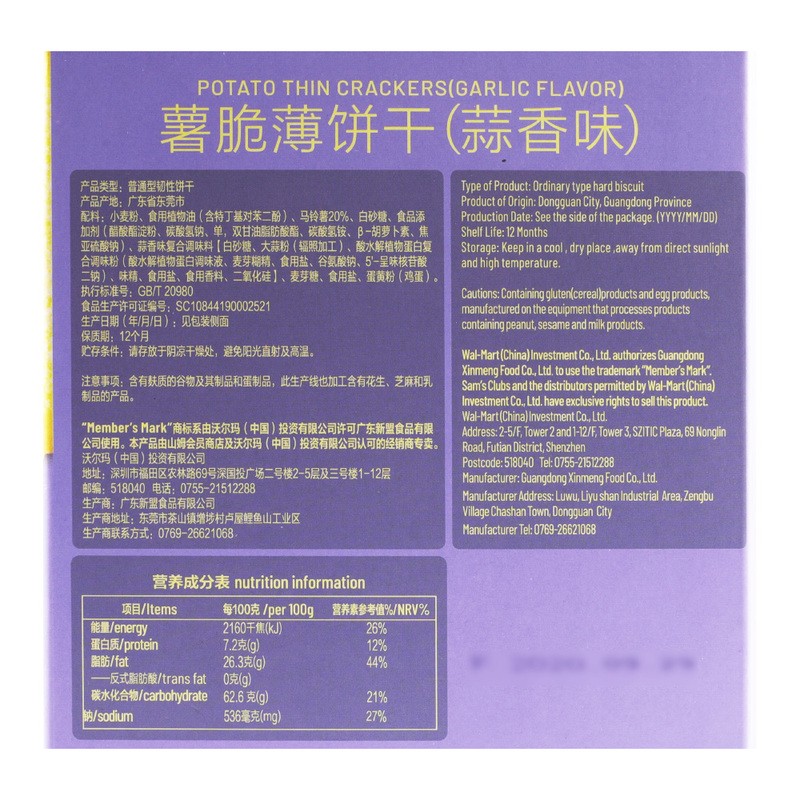 POTATO THIN CRACKERS(GARLIC FLAVOR)
薯脆薄饼干(蒜香味)
产品类型：普通型韧性饼干
产品产地：广东省东莞市
配料：小麦粉、食用植物油（含特丁基对苯二酚）、马铃薯20%、白砂糖、食品添
加剂（醋酸酯淀粉、碳酸氢钠、单，双甘油脂肪酸酯、碳酸氢铵、β-胡萝卜素、焦
亚硫酸钠）、蒜香味复合调味料【白砂糖、大蒜粉（辐照加工）、酸水解植物蛋白复
合调味粉（酸水解植物蛋白调味液、麦芽糊精、食用盐、谷氨酸钠、5'-呈味核苷酸
二钠）、味精、食用盐、食用香料、二氧化硅】、麦芽糖、食用盐、蛋黄粉（鸡蛋）。
执行标准号：GB/T 20980
食品生产许可证编号：SC10844190002521
生产日期（年/月/日）：见包装侧面
保质期：12个月
贮存条件：请存放于阴凉干燥处，避免阳光直射及高温。
注意事项：含有麸质的谷物及其制品和蛋制品，此生产线也加工含有花生、芝麻和乳
制品的产品。
“Member's Mark”商标系由沃尔玛（中国）投资有限公司许可广东新盟食品有限
公司使用。本产品由山姆会员商店及沃尔玛（中国）投资有限公司认可的经销商专卖。
沃尔玛（中国）投资有限公司
地址：深圳市福田区农林路69号深国投广场二号楼2-5层及三号楼1-12层
邮编：518040 电话：0755-21512288
生产商：广东新盟食品有限公司
生产商地址：东莞市茶山镇增埗村卢屋鲤鱼山工业区
生产商联系方式：0769-26621068
Type of Product: Ordinary type hard biscuit
Product of Origin: Dongguan City, Guangdong Province
Production Date: See the side of the package. (YYYY/MM/DD)
Shelf Life: 12 Months
Storage: Keep in a cool , dry place ,away from direct sunlight
and high temperature.
Cautions: Containing gluten(cereal)products and egg products,
manufactured on the equipment that processes products
containing peanut, sesame and milk products.
Wal-Mart (China) Investment Co., Ltd. authorizes Guangdong
Xinmeng Food Co., Ltd. to use the trademark “Member's Mark”.
Sam's Clubs and the distributors permitted by Wal-Mart (China)
Investment Co., Ltd. have exclusive rights to sell this product.
Wal-Mart (China) Investment Co., Ltd.
Address: 2-5/F, Tower 2 and 1-12/F, Tower 3, SZITIC Plaza, 69 Nonglin
Road, Futian District, Shenzhen
Postcode: 518040 Tel: 0755-21512288
Manufacturer: Guangdong Xinmeng Food Co., Ltd.
Manufacturer Address: Luwu, Liyu shan Industrial Area, Zengbu
Village Chashan Town, Dongguan City
Manufacturer Tel: 0769-26621068
营养成分表 nutrition information
项目/Items 每100克/per 100g 营养素参考值%/NRV%
能量/energy 2160千焦(kJ) 26%
蛋白质/protein 7.2克(g) 12%
脂肪/fat 26.3克(g) 44%
——反式脂肪酸/trans fat 0克(g)
碳水化合物/carbohydrate 62.6 克(g) 21%
钠/sodium 536毫克(mg) 27%